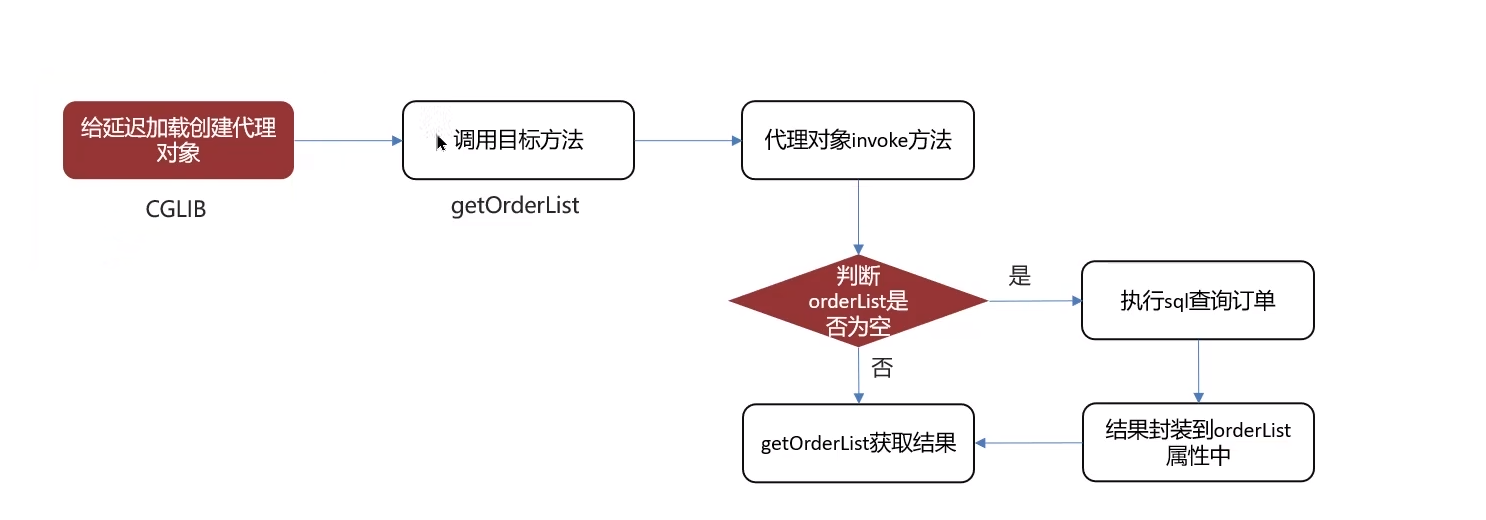 给延迟加载创建代理
对象
CGLIB
调用目标方法
getOrderList
代理对象invoke方法
判断
orderList是
否为空
是
否
执行sql查询订单
结果封装到orderList
属性中
getOrderList获取结果